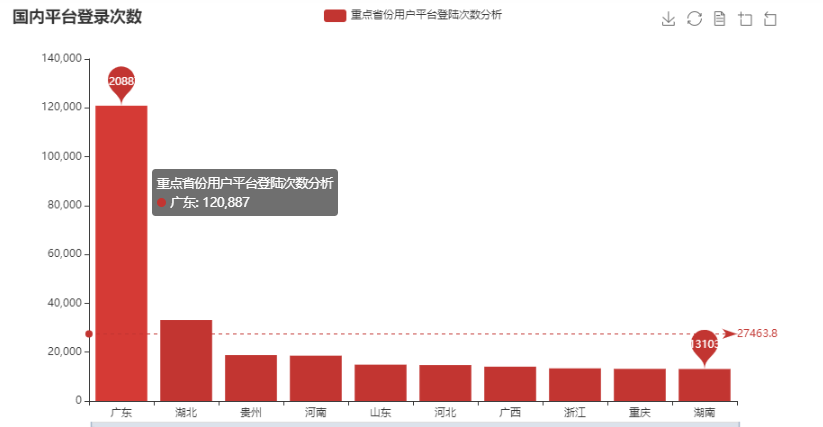 国内平台登录次数
重点省份用户平台登陆次数分析
140,000
120,000
100,000
80,000
60,000
40,000
20,000
0
2088
重点省份用户平台登陆次数分析
广东: 120,887
27463.8
13103
广东 湖北 贵州 河南 山东 河北 广西 浙江 重庆 湖南